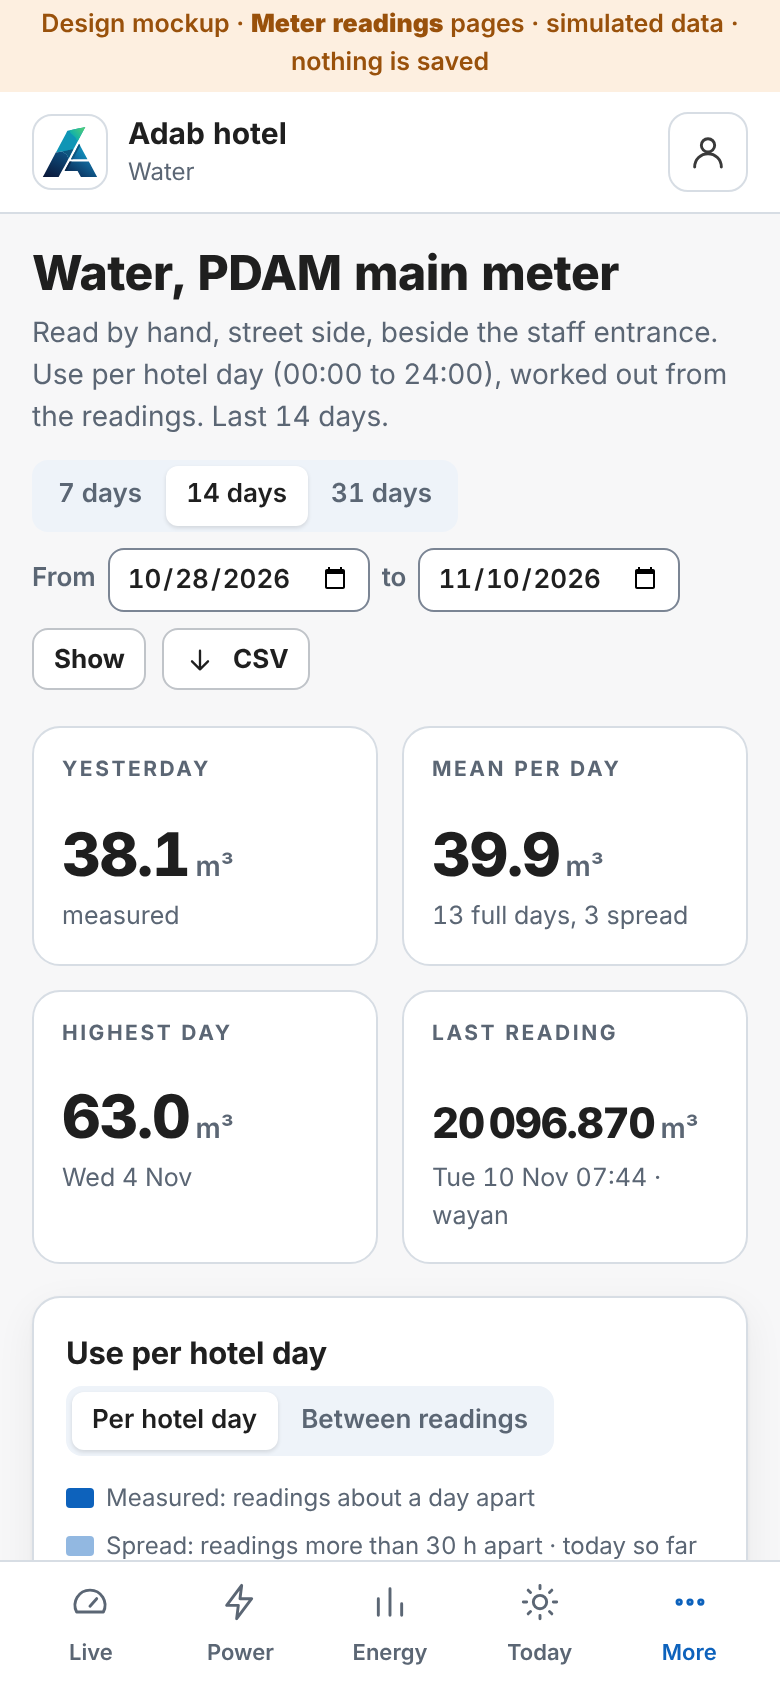 Design mockup · Meter readings pages · simulated data ·
nothing is saved
Adab hotel
Water
Water, PDAM main meter
Read by hand, street side, beside the staff entrance.
Use per hotel day (00:00 to 24:00), worked out from
the readings. Last 14 days.
7 days 14 days 31 days
From 10/28/2026 to 11/10/2026
Show ↓ CSV
YESTERDAY
38.1 m³
measured
MEAN PER DAY
39.9 m³
13 full days, 3 spread
HIGHEST DAY
63.0 m³
Wed 4 Nov
LAST READING
20 096.870 m³
Tue 10 Nov 07:44 ·
wayan
Use per hotel day
Per hotel day Between readings
Measured: readings about a day apart
Spread: readings more than 30 h apart · today so far
Live Power Energy Today More